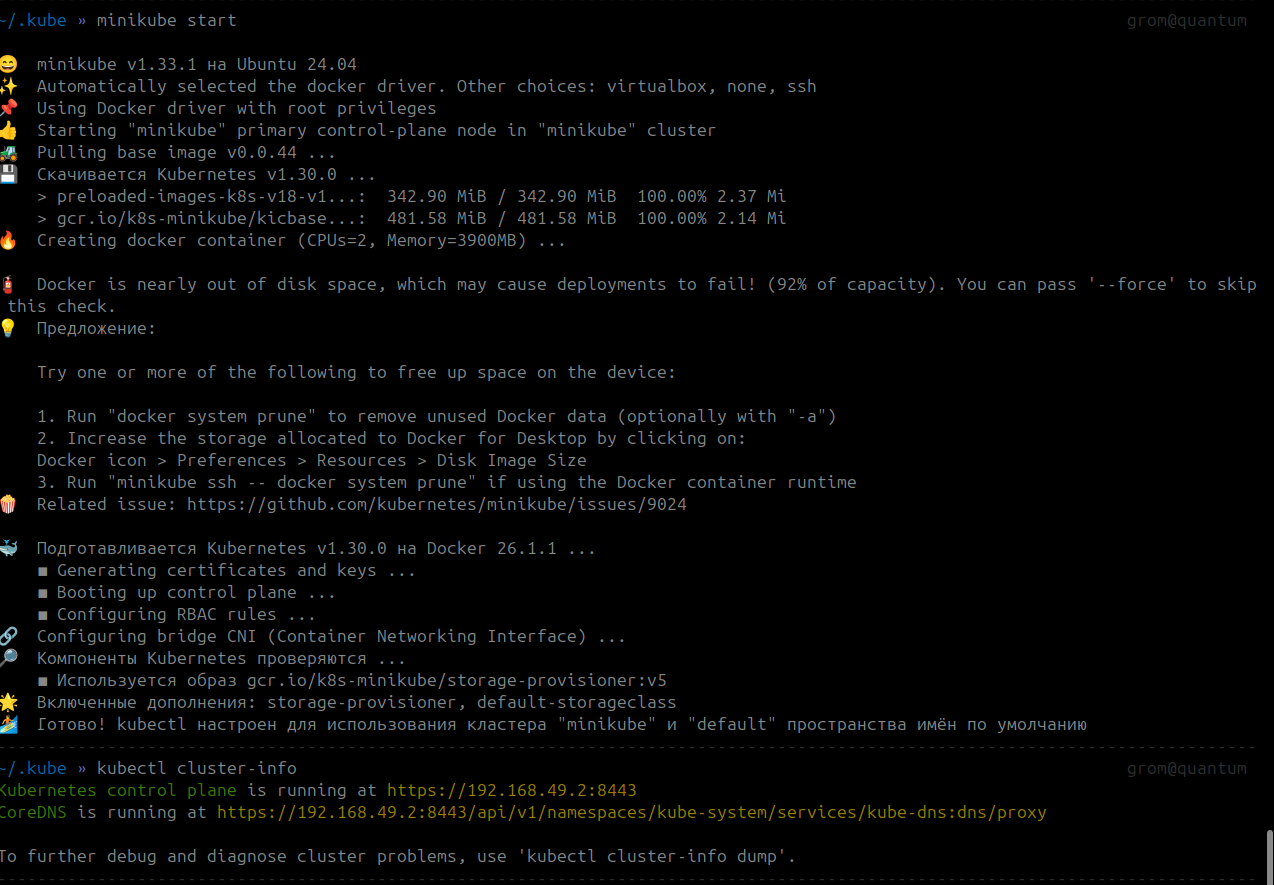 ~/.kube » minikube start grom@quantum
😄 minikube v1.33.1 на Ubuntu 24.04
✨ Automatically selected the docker driver. Other choices: virtualbox, none, ssh
📌 Using Docker driver with root privileges
👍 Starting "minikube" primary control-plane node in "minikube" cluster
🚜 Pulling base image v0.0.44 ...
💾 Скачивается Kubernetes v1.30.0 ...
> preloaded-images-k8s-v18-v1...: 342.90 MiB / 342.90 MiB 100.00% 2.37 Mi
> gcr.io/k8s-minikube/kicbase...: 481.58 MiB / 481.58 MiB 100.00% 2.14 Mi
🔥 Creating docker container (CPUs=2, Memory=3900MB) ...
🧯 Docker is nearly out of disk space, which may cause deployments to fail! (92% of capacity). You can pass '--force' to skip
this check.
💡 Предложение:
Try one or more of the following to free up space on the device:
1. Run "docker system prune" to remove unused Docker data (optionally with "-a")
2. Increase the storage allocated to Docker for Desktop by clicking on:
Docker icon > Preferences > Resources > Disk Image Size
3. Run "minikube ssh -- docker system prune" if using the Docker container runtime
🍿 Related issue: https://github.com/kubernetes/minikube/issues/9024
🐳 Подготавливается Kubernetes v1.30.0 на Docker 26.1.1 ...
■ Generating certificates and keys ...
■ Booting up control plane ...
■ Configuring RBAC rules ...
🔗 Configuring bridge CNI (Container Networking Interface) ...
🔎 Компоненты Kubernetes проверяются ...
■ Используется образ gcr.io/k8s-minikube/storage-provisioner:v5
🌟 Включенные дополнения: storage-provisioner, default-storageclass
🏄 Готово! kubectl настроен для использования кластера "minikube" и "default" пространства имён по умолчанию
~/.kube » kubectl cluster-info grom@quantum
Kubernetes control plane is running at https://192.168.49.2:8443
CoreDNS is running at https://192.168.49.2:8443/api/v1/namespaces/kube-system/services/kube-dns:dns/proxy
To further debug and diagnose cluster problems, use 'kubectl cluster-info dump'.